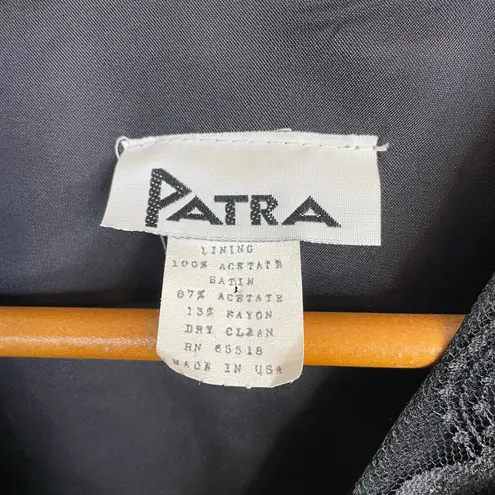 PATRA
LINING
100% ACETATE
SATIN
87% ACETATE
13% RAYON
DRY CLEAN
RN 65518
MADE IN USA